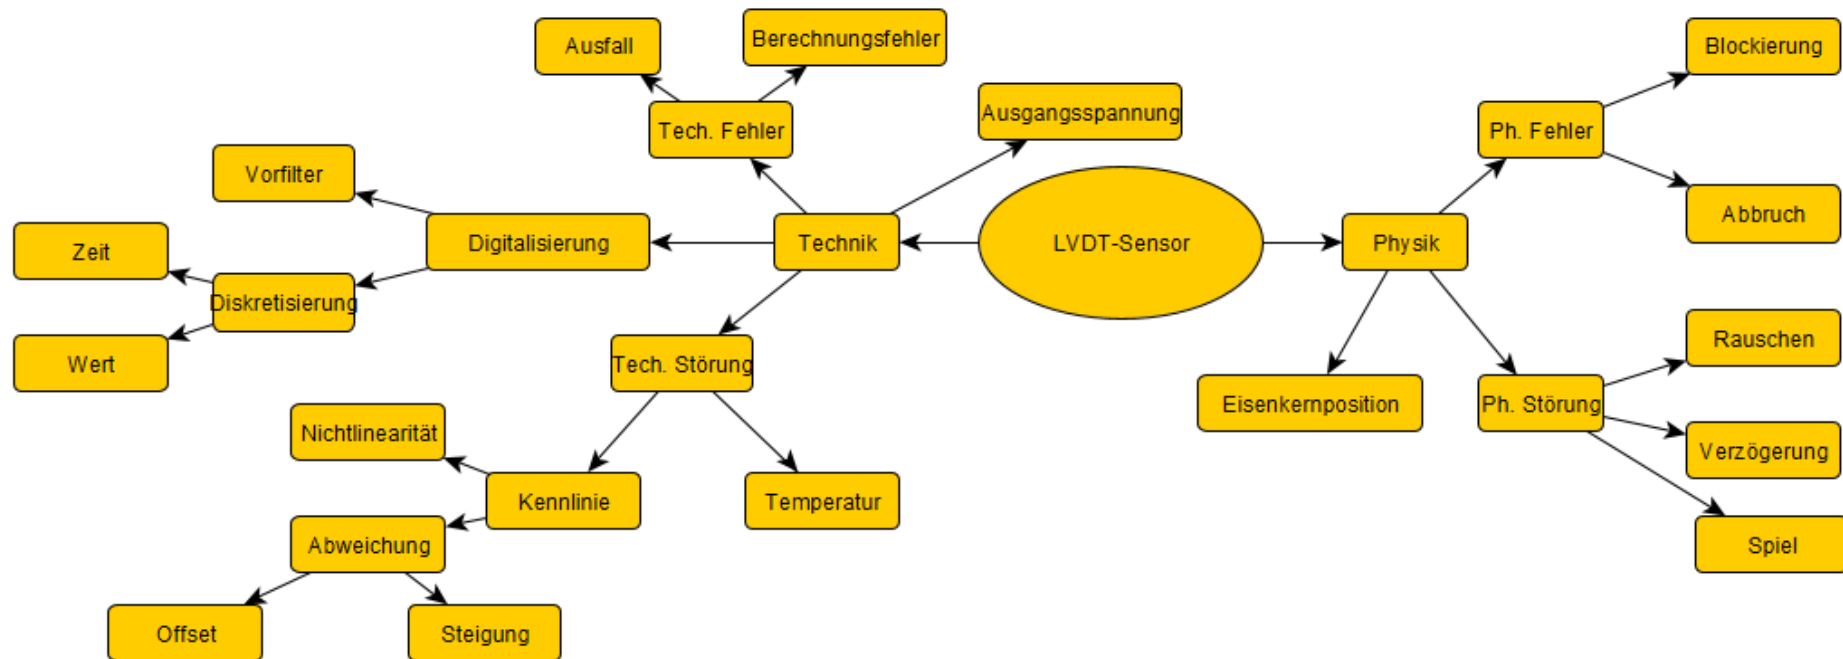 Ausfall
Berechnungsfehler
Blockierung
Tech. Fehler
Ausgangsspannung
Ph. Fehler
Vorfilter
Abbruch
Zeit
Digitalisierung
Technik
LVDT-Sensor
Physik
Diskretisierung
Rauschen
Wert
Tech. Störung
Eisenkernposition
Ph. Störung
Nichtlinearität
Verzögerung
Kennlinie
Temperatur
Abweichung
Spiel
Offset
Steigung